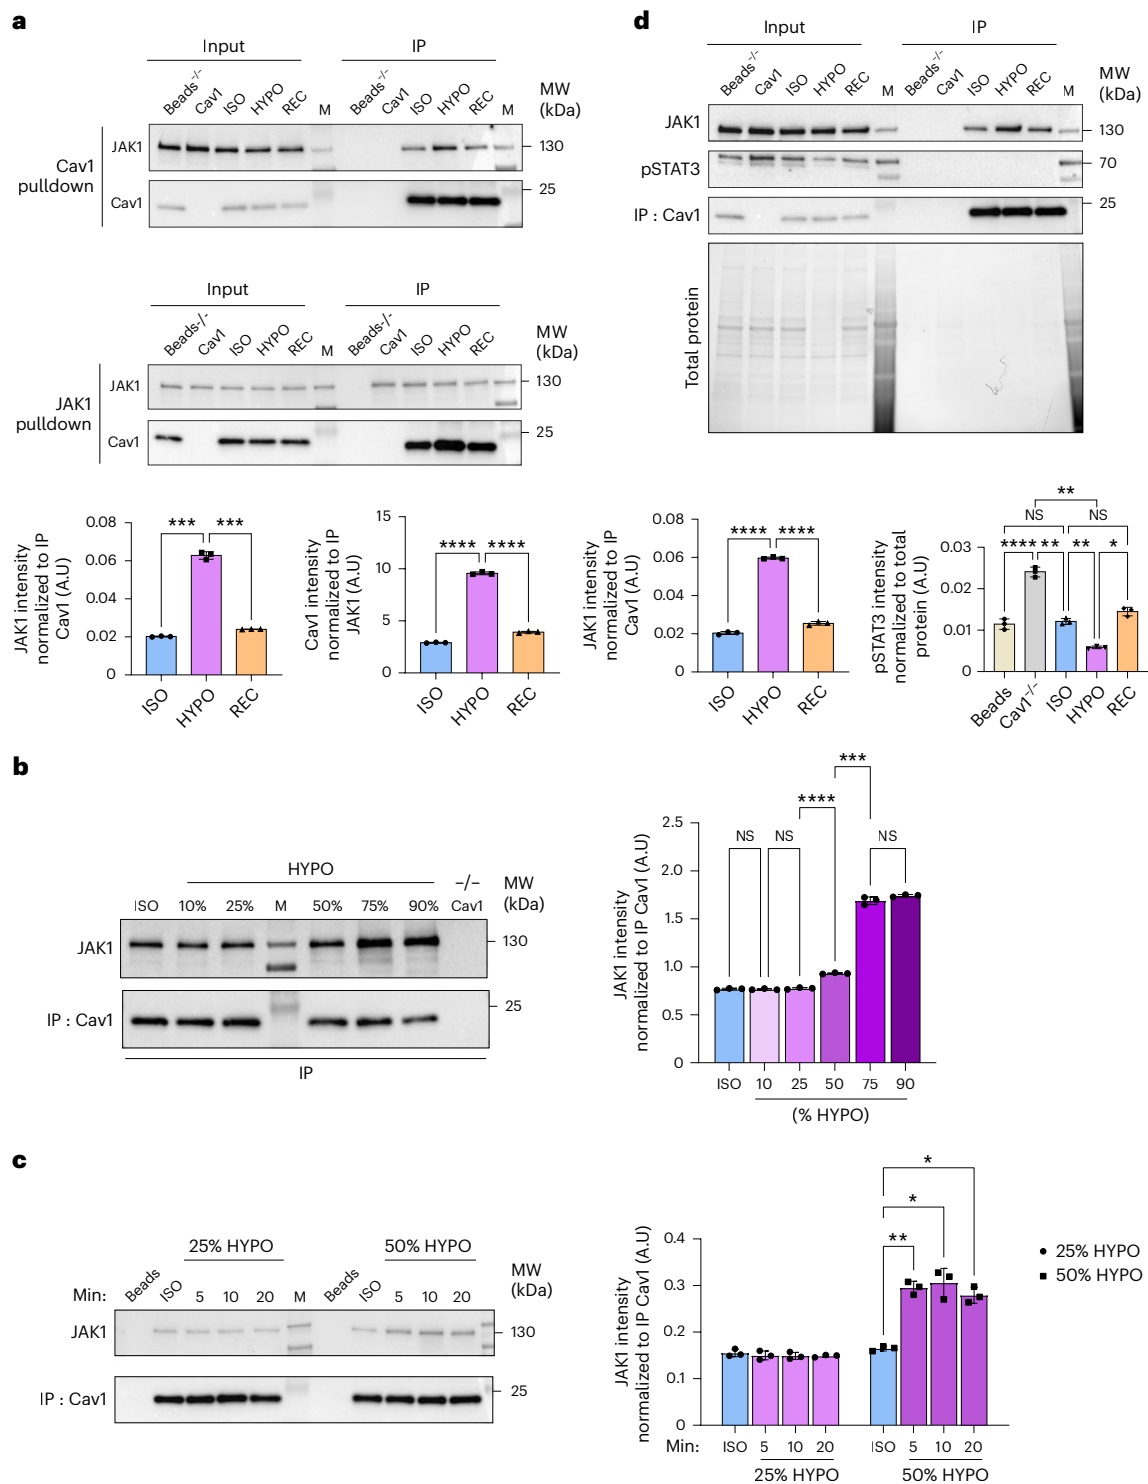 a
Input
IP
Beads
Cav1
-/-
ISO
HYPO
REC
M
Beads
Cav1
-/-
ISO
HYPO
REC
M
MW
(kDa)
Cav1
pulldown
JAK1
130
Cav1
25
Input
IP
Beads
Cav1
-/-
ISO
HYPO
REC
M
Beads
Cav1
-/-
ISO
HYPO
REC
M
MW
(kDa)
JAK1
pulldown
JAK1
130
Cav1
25
JAK1 intensity
normalized to IP
Cav1 (A.U)
0.08
0.06
0.04
0.02
0
*** ***
ISO
HYPO
REC
Cav1 intensity
normalized to IP
JAK1 (A.U)
15
10
5
0
**** ****
ISO
HYPO
REC
d
Input
IP
Beads
Cav1
-/-
ISO
HYPO
REC
M
Beads
Cav1
-/-
ISO
HYPO
REC
M
MW
(kDa)
JAK1
130
pSTAT3
70
IP : Cav1
25
Total protein
JAK1 intensity
normalized to IP
Cav1 (A.U)
0.08
0.06
0.04
0.02
0
**** ****
ISO
HYPO
REC
pSTAT3 intensity
normalized to total
protein (A.U)
0.03
0.02
0.01
0
**
NS NS
**** ** ** *
Beads
Cav1-/-
ISO
HYPO
REC
b
HYPO
ISO 10% 25% M 50% 75% 90%
-/-
Cav1
MW
(kDa)
JAK1
130
IP : Cav1
25
IP
JAK1 intensity
normalized to IP Cav1 (A.U)
2.5
2.0
1.5
1.0
0.5
0
NS NS **** *** NS
ISO 10 25 50 75 90
(% HYPO)
c
25% HYPO
50% HYPO
Min:
Beads
ISO
5 10 20 M
Beads
ISO
5 10 20
MW
(kDa)
JAK1
130
IP : Cav1
25
JAK1 intensity
normalized to IP Cav1 (A.U)
0.4
0.3
0.2
0.1
0
**
*
*
25% HYPO
50% HYPO
Min: ISO 5 10 20 ISO 5 10 20
25% HYPO 50% HYPO